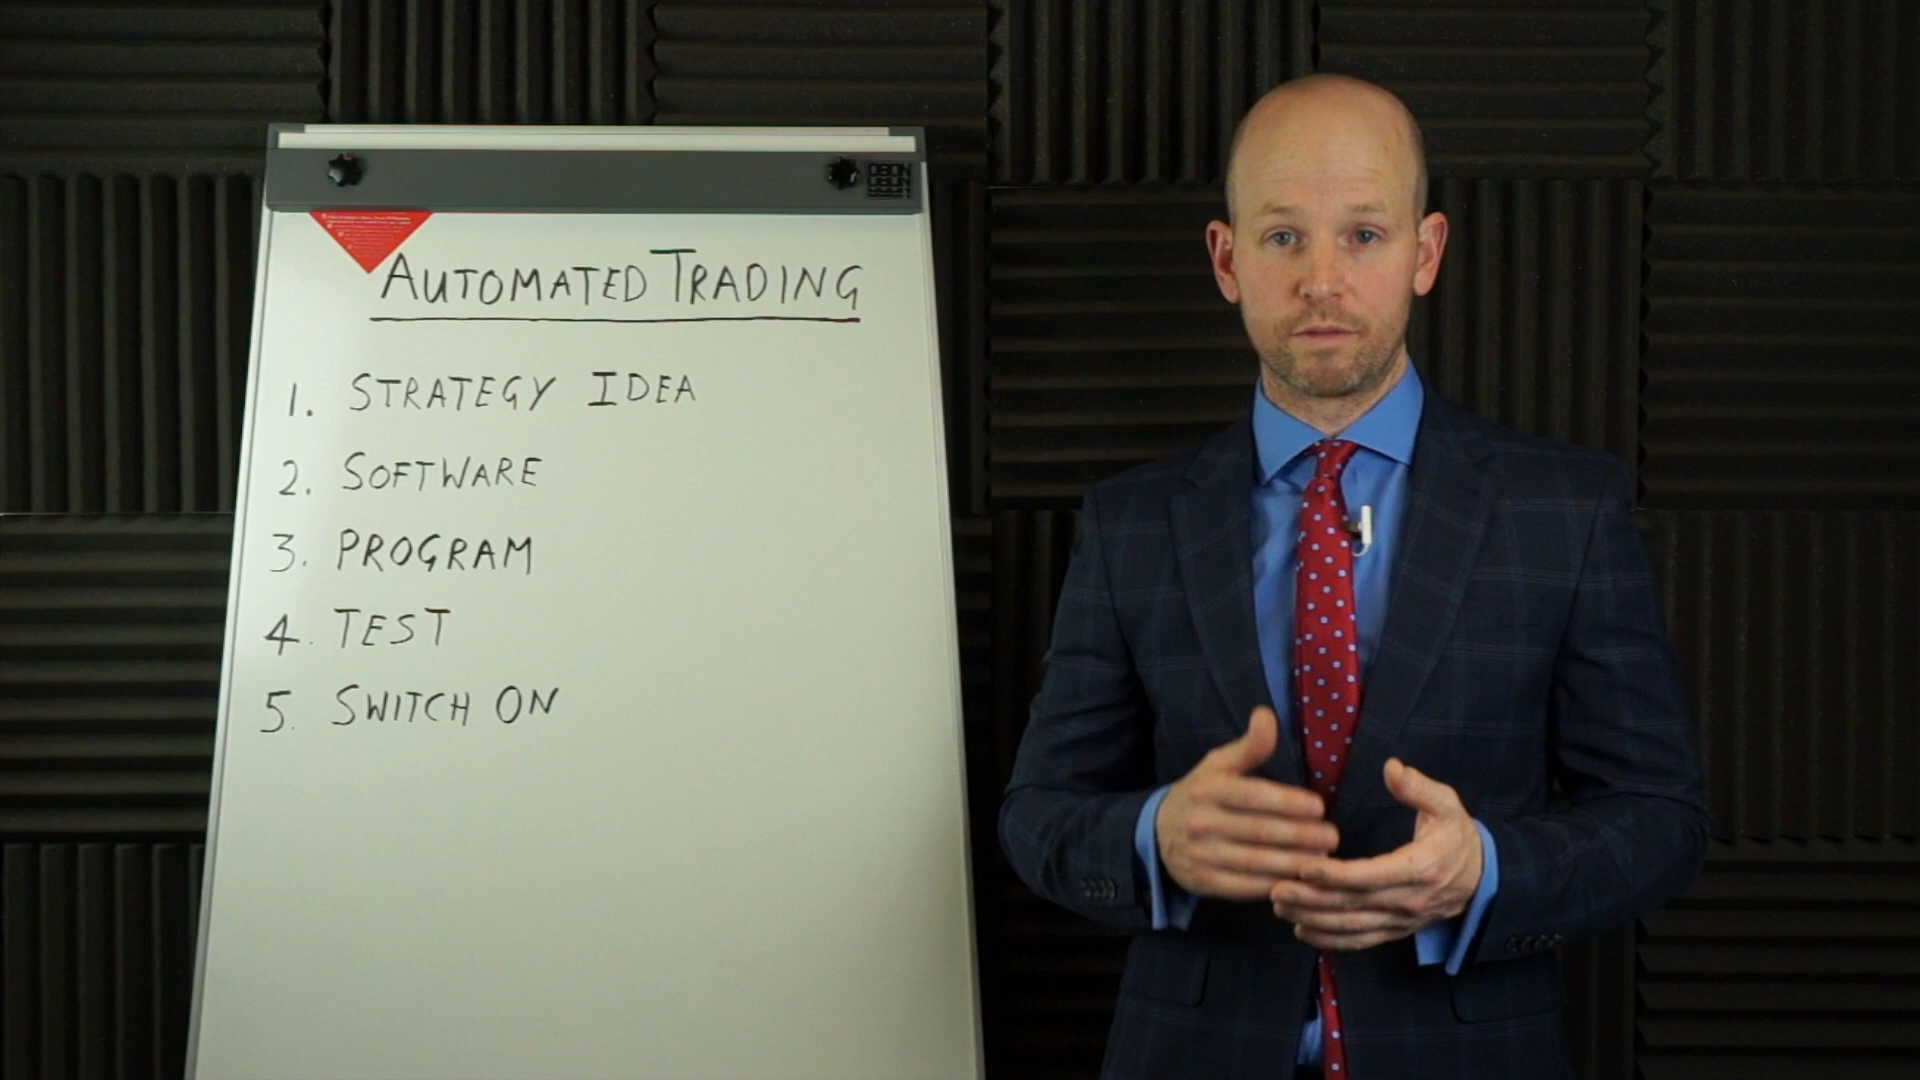 AUTOMATED TRADING
1. STRATEGY IDEA
2. SOFTWARE
3. PROGRAM
4. TEST
5. SWITCH ON